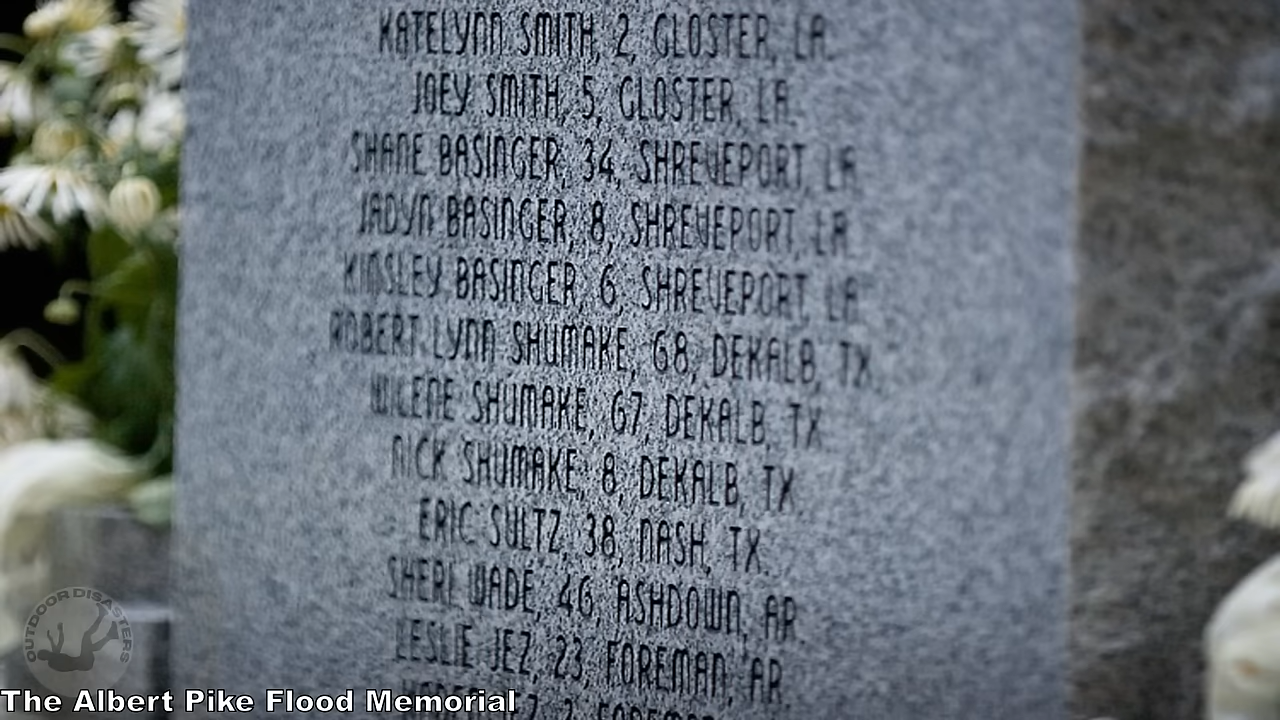 KATELYNN SMITH, 2, GLOSTER, LA.
JOEY SMITH, 5, GLOSTER, LA.
SHANE BASINGER, 34, SHREVEPORT, LA
JADYN BASINGER, 8, SHREVEPORT, LA
KINSLEY BASINGER, 6, SHREVEPORT, LA
ROBERT LYNN SHUMAKE, 68, DEKALB, TX.
WILENE SHUMAKE, 67, DEKALB, TX
NICK SHUMAKE, 8, DEKALB, TX.
ERIC SULTZ, 38, NASH, TX.
SHERI WADE, 46, ASHDOWN, AR.
LESLIE JEZ, 23, FOREMAN, AR
JEZ, 2, FOREMAN
OUTDOOR DISASTERS
The Albert Pike Flood Memorial